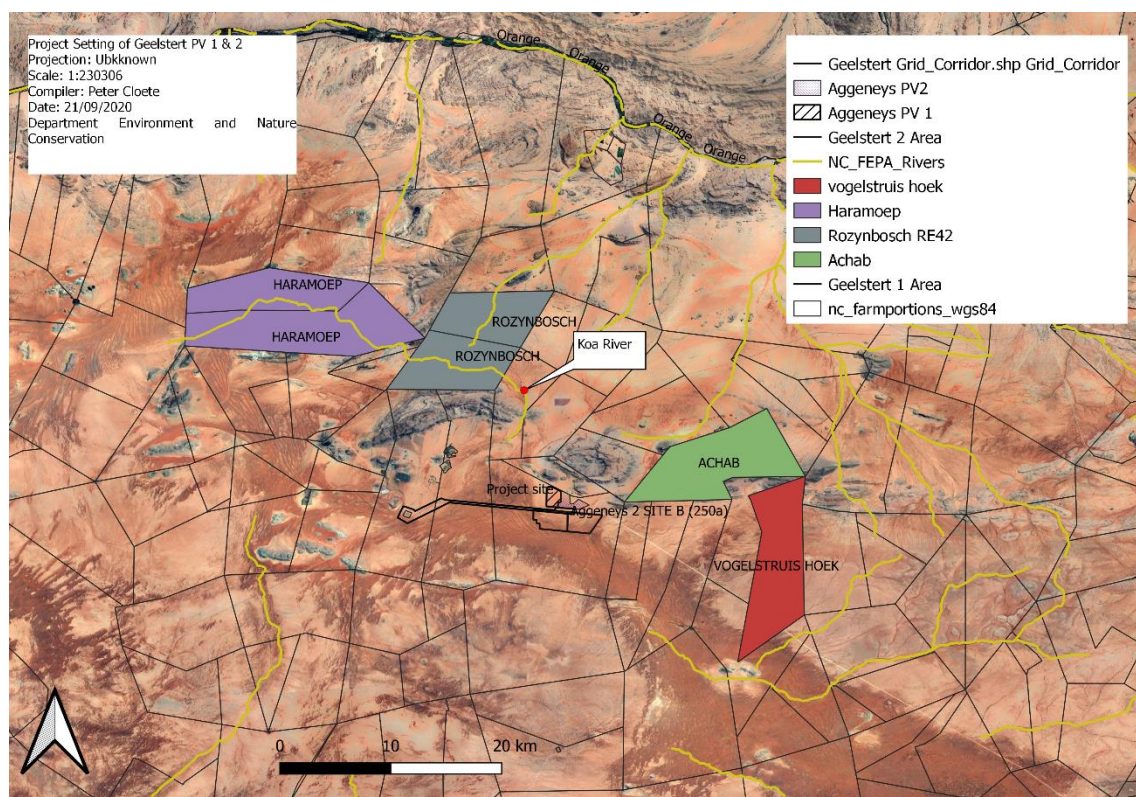 Project Setting of Geelstert PV 1 & 2
Projection: Ubkknown
Scale: 1:230306
Compiler: Peter Cloete
Date: 21/09/2020
Department Environment and Nature
Conservation
Orange
Orange
Orange
Orange
Geelstert Grid_Corridor.shp Grid_Corridor
Aggeneys PV2
Aggeneys PV 1
Geelstert 2 Area
NC_FEPA_Rivers
vogelstruis hoek
Haramoep
Rozynbosch RE42
Achab
Geelstert 1 Area
nc_farmportions_wgs84
HARAMOEP
HARAMOEP
ROZYNBOSCH
ROZYNBOSCH
Koa River
ACHAB
Project site
Aggeneys 2 SITE B (250a)
VOGELSTRUIS HOEK
0 10 20 km